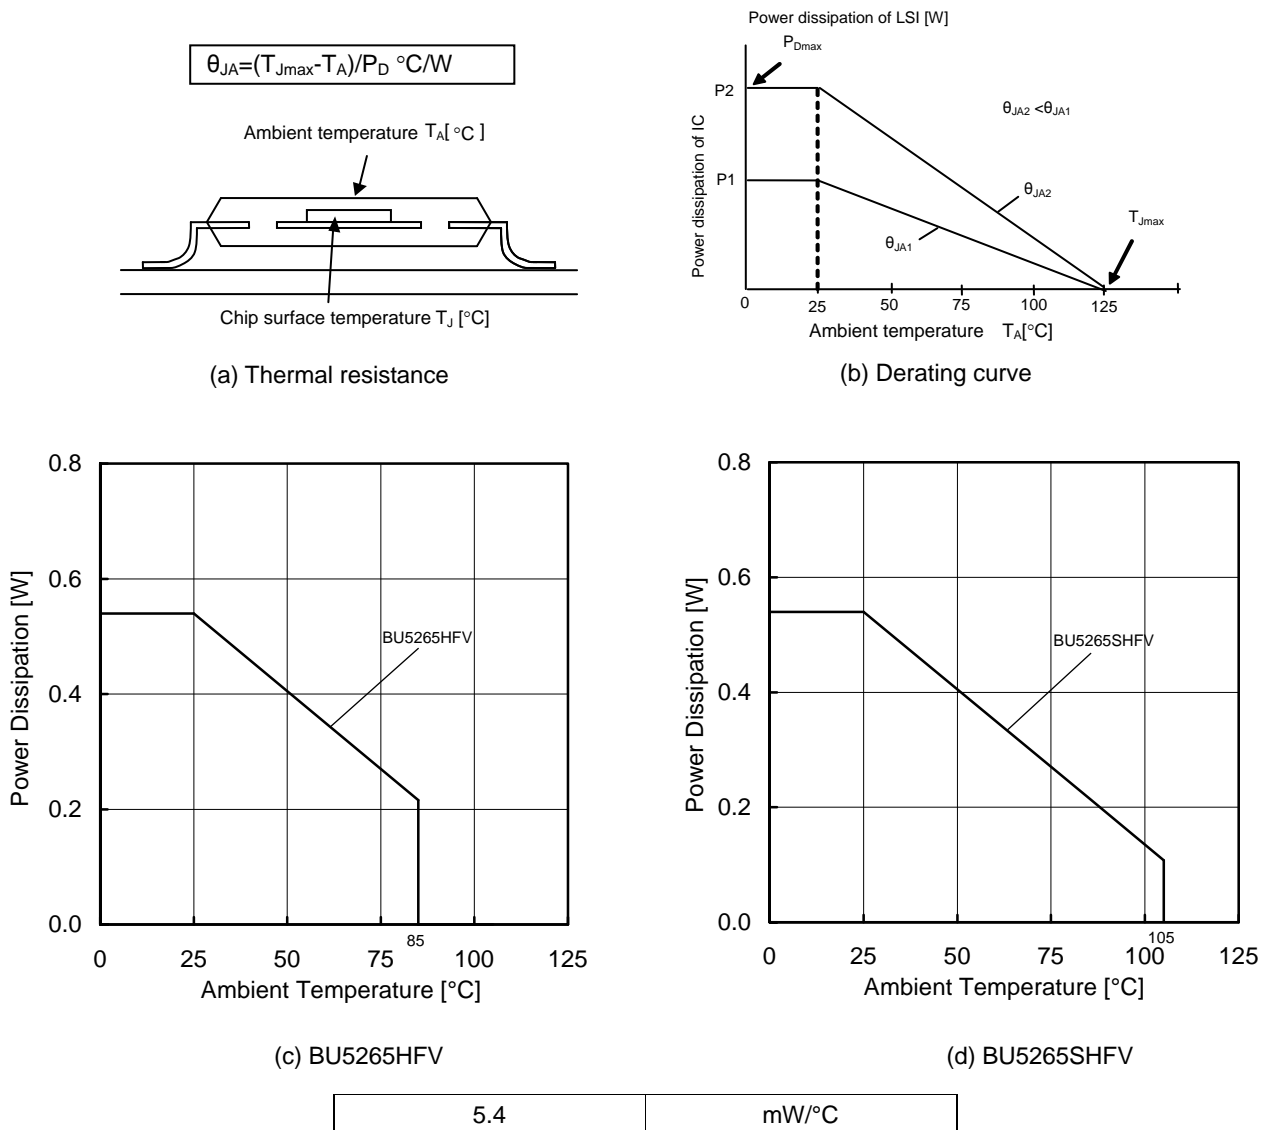 θJA=(TJmax-TA)/PD °C/W
Ambient temperature TA[ °C ]
Chip surface temperature TJ [°C]
(a) Thermal resistance
Power dissipation of LSI [W]
PDmax
P2
P1
Power dissipation of IC
θJA2 <θJA1
θJA2
θJA1
TJmax
0 25 50 75 100 125
Ambient temperature TA[°C]
(b) Derating curve
0.8
0.6
0.4
0.2
0.0
Power Dissipation [W]
BU5265HFV
85
0 25 50 75 100 125
Ambient Temperature [°C]
(c) BU5265HFV
0.8
0.6
0.4
0.2
0.0
Power Dissipation [W]
BU5265SHFV
105
0 25 50 75 100 125
Ambient Temperature [°C]
(d) BU5265SHFV
5.4 mW/°C